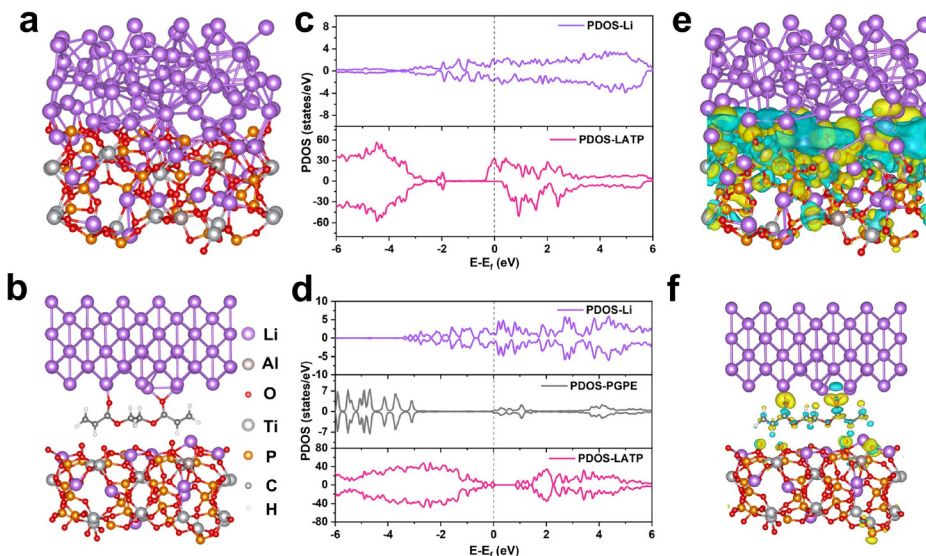 a
c
PDOS-Li
8
4
0
-4
-8
PDOS (states/eV)
60
30
0
-30
-60
PDOS-LATP
-6 -4 -2 0 2 4 6
E-Ef (eV)
e
b
Li
Al
O
Ti
P
C
H
d
PDOS-Li
10
5
0
-5
-10
PDOS-PGPE
7
0
-7
PDOS (states/eV)
PDOS-LATP
80
40
0
-40
-80
-6 -4 -2 0 2 4 6
E-Ef (eV)
f